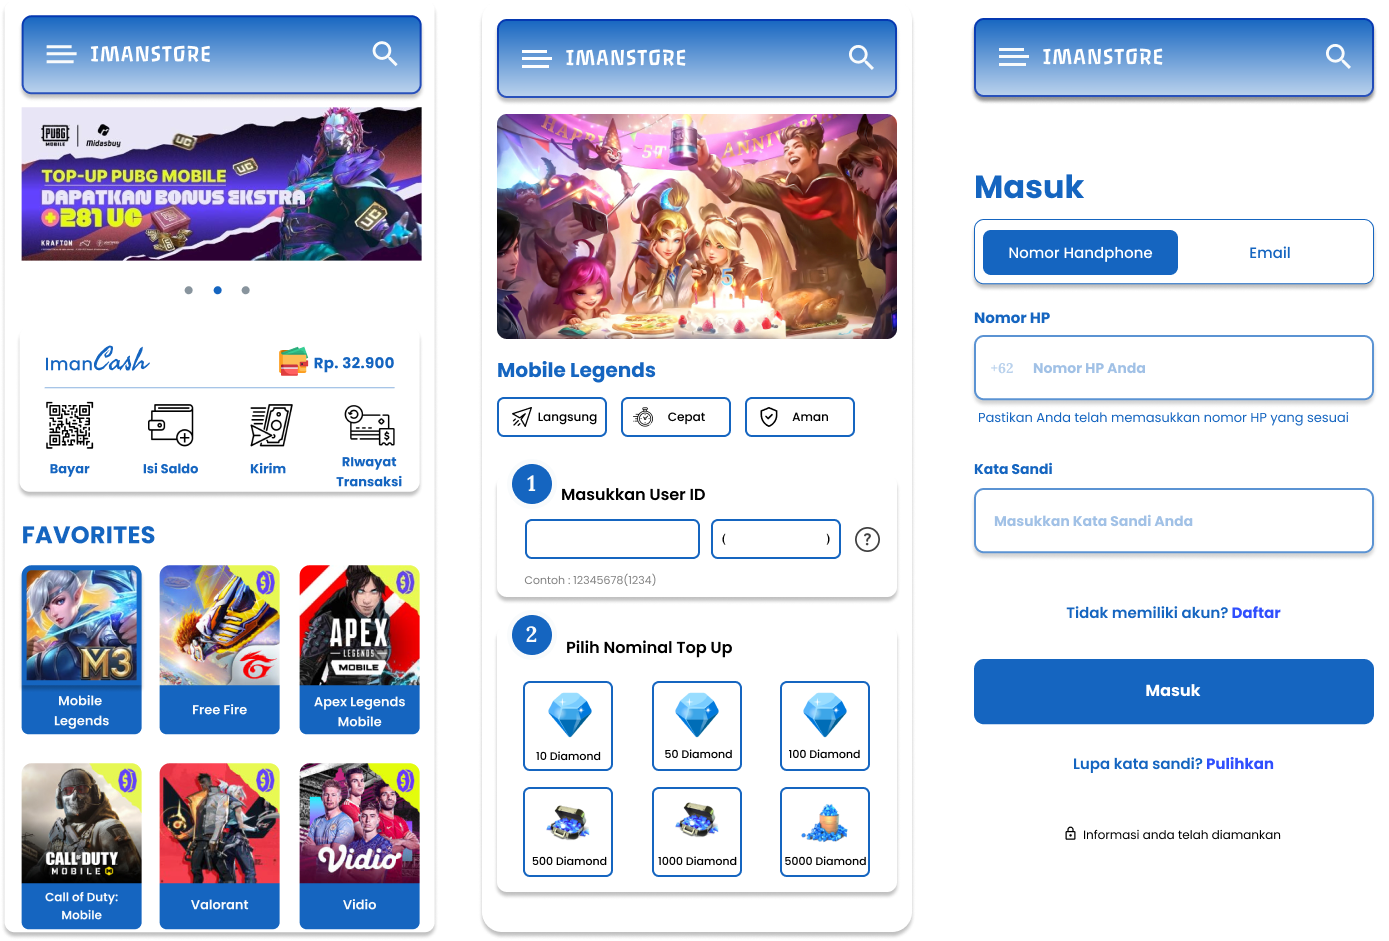 IMANSTORE
PUBG
MOBILE
Midasbuy
UC
UC
TOP-UP PUBG MOBILE
DAPATKAN BONUS EKSTRA
+281 UC
UC
KRAFTON
ImanCash
Rp. 32.900
Bayar
Isi Saldo
Kirim
RIwayat
Transaksi
FAVORITES
M3
Mobile
Legends
Free Fire
APEX
LEGENDS
MOBILE
Apex Legends
Mobile
CALL OF DUTY
MOBILE
Call of Duty:
Mobile
Valorant
Vidio
Vidio
IMANSTORE
HAPPY 5TH ANNIVERS
5
Mobile Legends
Langsung
Cepat
Aman
1
Masukkan User ID
( )
?
Contoh : 12345678(1234)
2
Pilih Nominal Top Up
10 Diamond
50 Diamond
100 Diamond
500 Diamond
1000 Diamond
5000 Diamond
IMANSTORE
Masuk
Nomor Handphone
Email
Nomor HP
+62 Nomor HP Anda
Pastikan Anda telah memasukkan nomor HP yang sesuai
Kata Sandi
Masukkan Kata Sandi Anda
Tidak memiliki akun? Daftar
Masuk
Lupa kata sandi? Pulihkan
Informasi anda telah diamankan